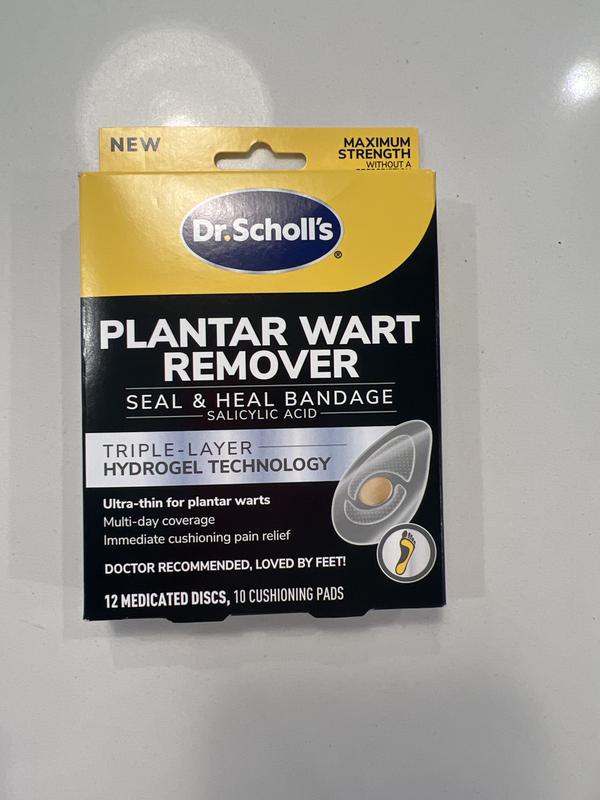 NEW
MAXIMUM
STRENGTH
WITHOUT A
Dr.Scholl's®
PLANTAR WART
REMOVER
SEAL & HEAL BANDAGE
SALICYLIC ACID
TRIPLE-LAYER
HYDROGEL TECHNOLOGY
Ultra-thin for plantar warts
Multi-day coverage
Immediate cushioning pain relief
DOCTOR RECOMMENDED, LOVED BY FEET!
12 MEDICATED DISCS, 10 CUSHIONING PADS